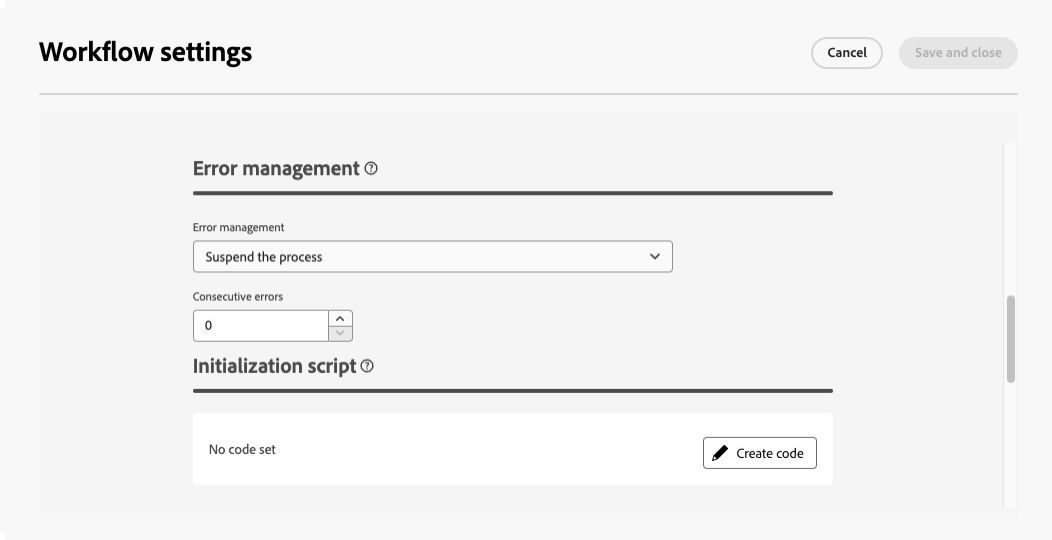 Workflow settings
Cancel
Save and close
Error management
Error management
Suspend the process
Consecutive errors
0
Initialization script
No code set
Create code